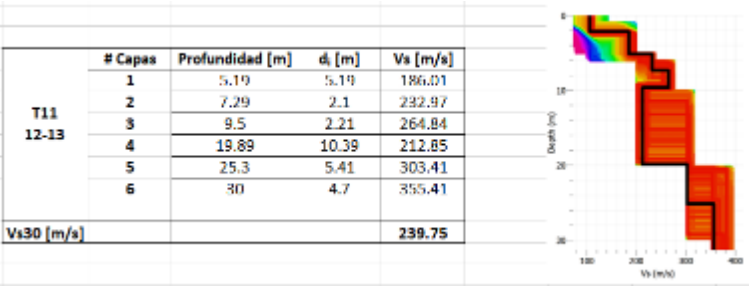 # Capas Profundidad [m] dᵢ [m] Vs [m/s]
T11
12-13
1 5.19 5.19 186.01
2 7.29 2.1 232.97
3 9.5 2.21 264.84
4 19.89 10.39 212.85
5 25.3 5.41 303.41
6 30 4.7 355.41
Vs30 [m/s] 239.75
0
10
20
30
Depth (m)
100 200 300 400
Vs (m/s)